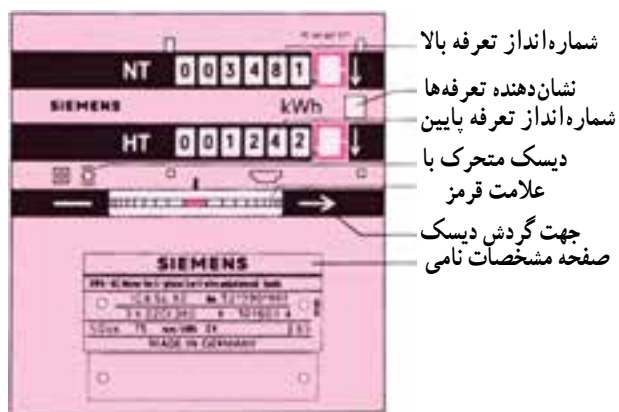 NT 003481
SIEMENS kWh
HT 001242
شماره‌انداز تعرفه بالا
نشان‌دهنده تعرفه‌ها
شماره‌انداز تعرفه پایین
دیسک متحرک با
علامت قرمز
جهت گردش دیسک
صفحه مشخصات نامی
SIEMENS
MADE IN GERMANY